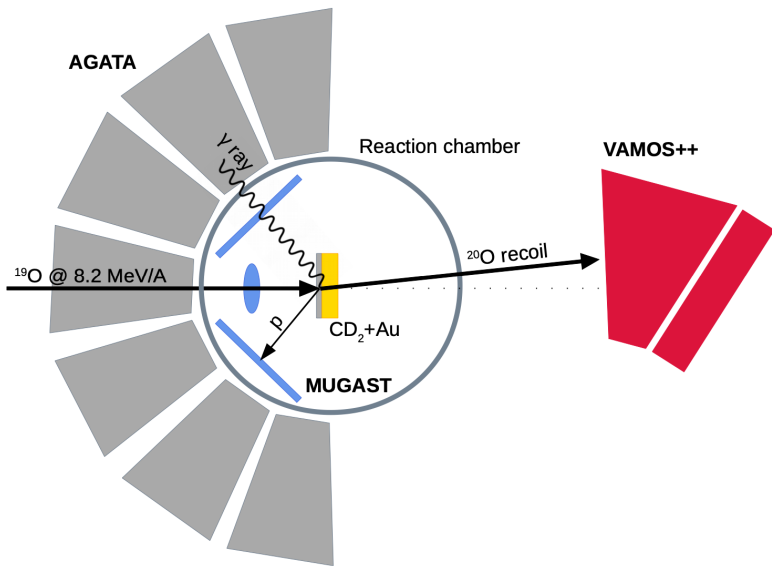 AGATA
γ ray
Reaction chamber
VAMOS++
¹⁹O @ 8.2 MeV/A
²⁰O recoil
p
CD₂+Au
MUGAST